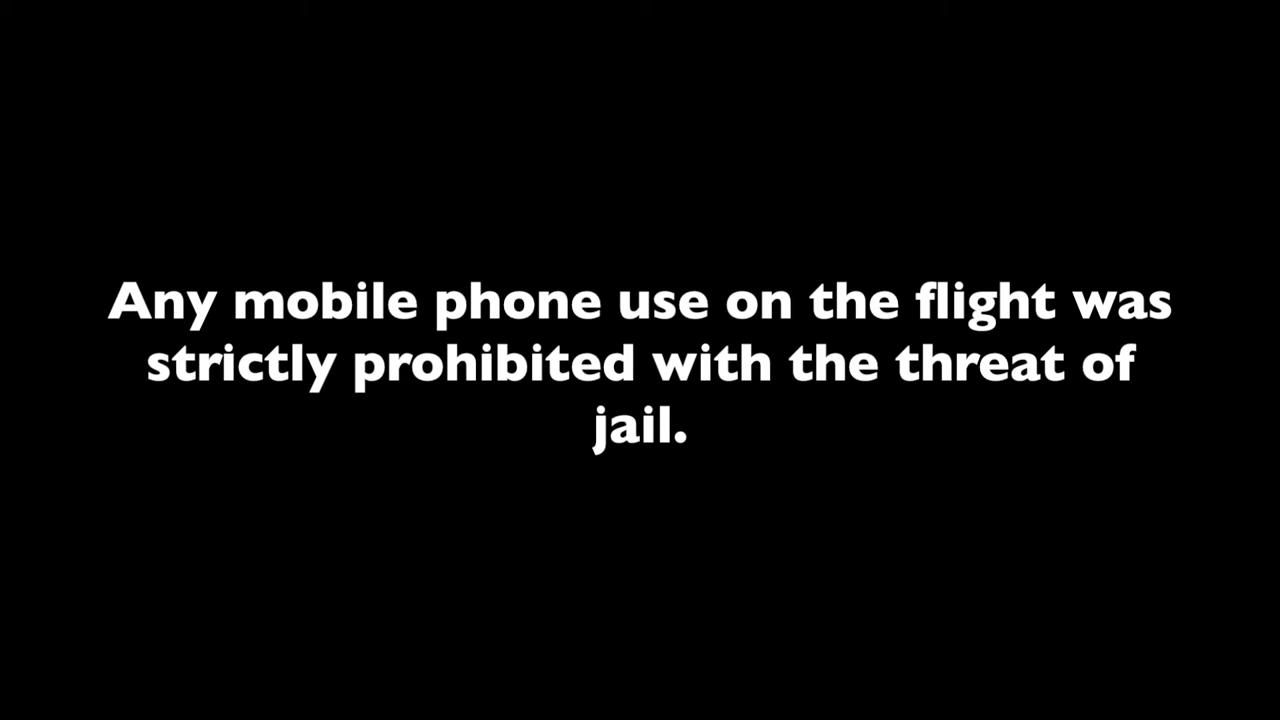 Any mobile phone use on the flight was
strictly prohibited with the threat of
jail.